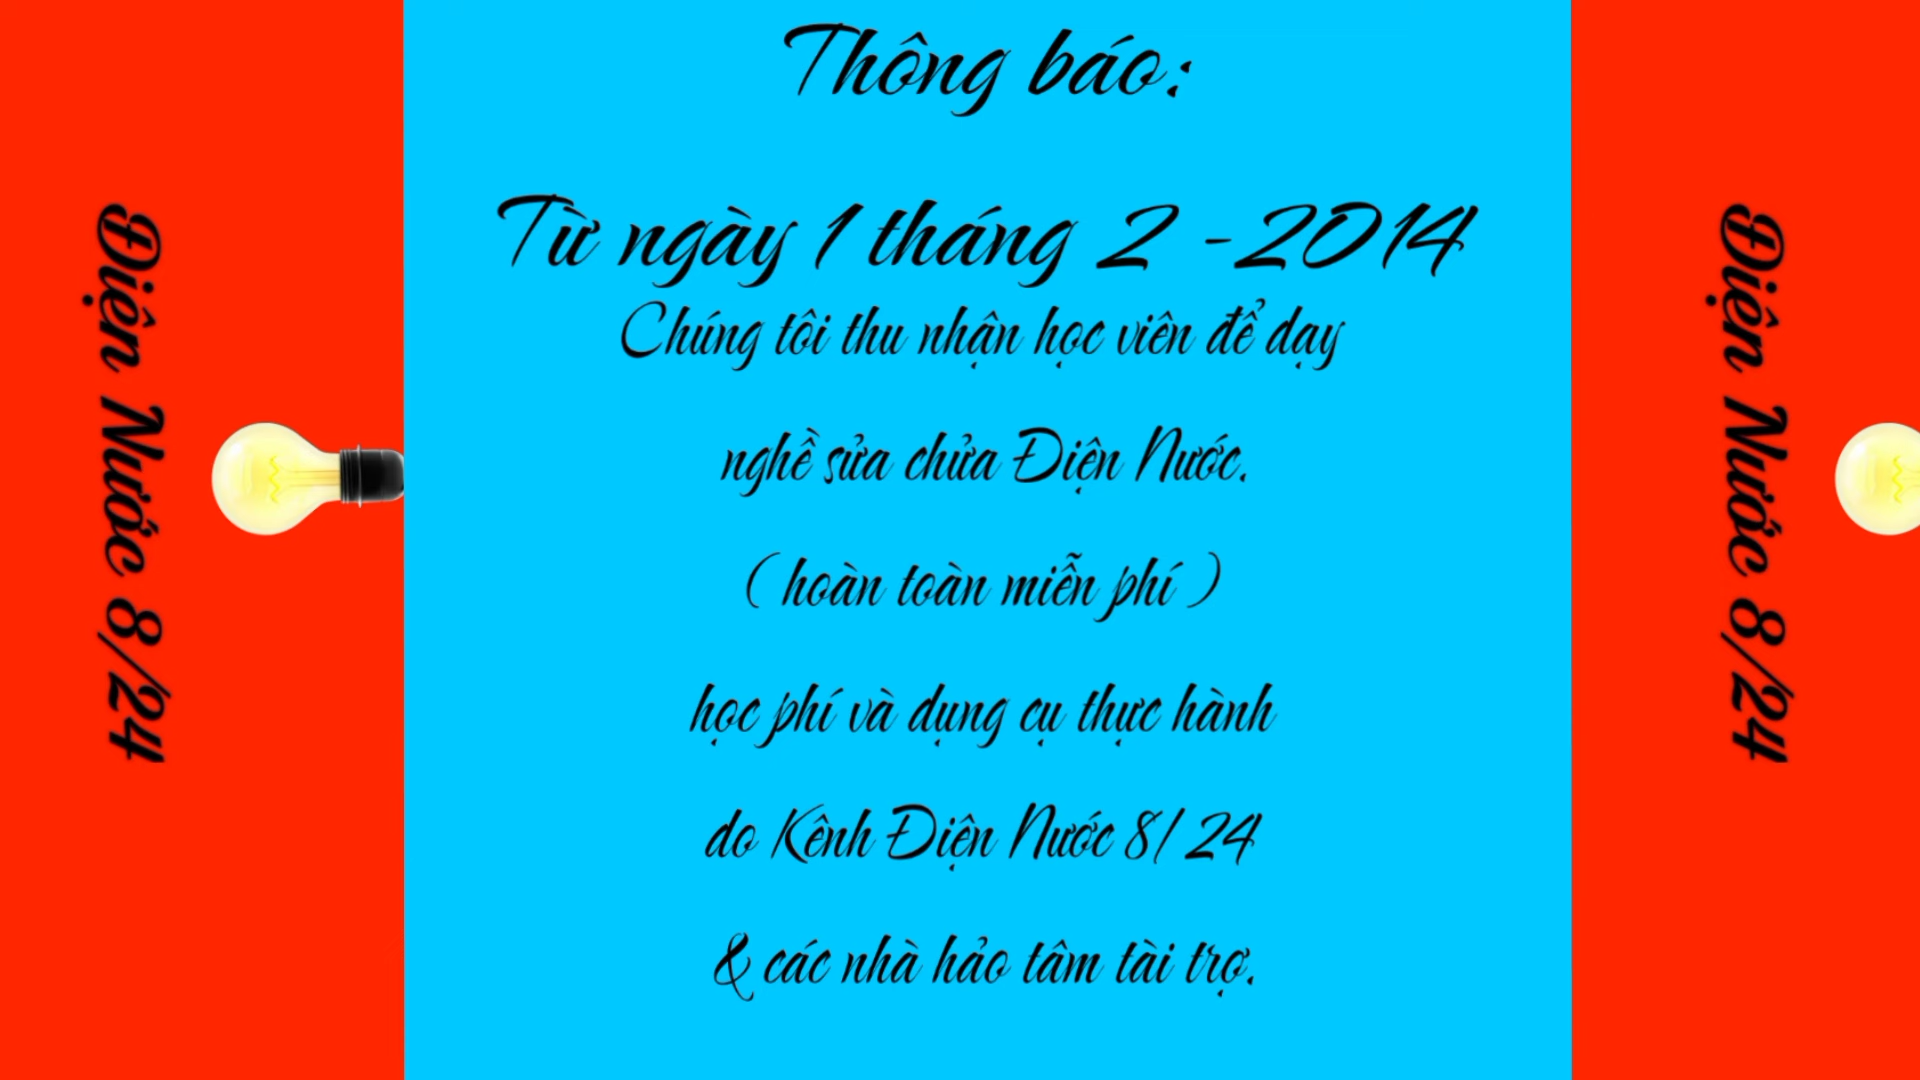 Thông báo:
Từ ngày 1 tháng 2 -2014
Chúng tôi thu nhận học viên để dạy
nghề sửa chửa Điện Nước.
( hoàn toàn miễn phí )
học phí và dụng cụ thực hành
do Kênh Điện Nước 8/ 24
& các nhà hảo tâm tài trợ.
Điện Nước 8/24
Điện Nước 8/24